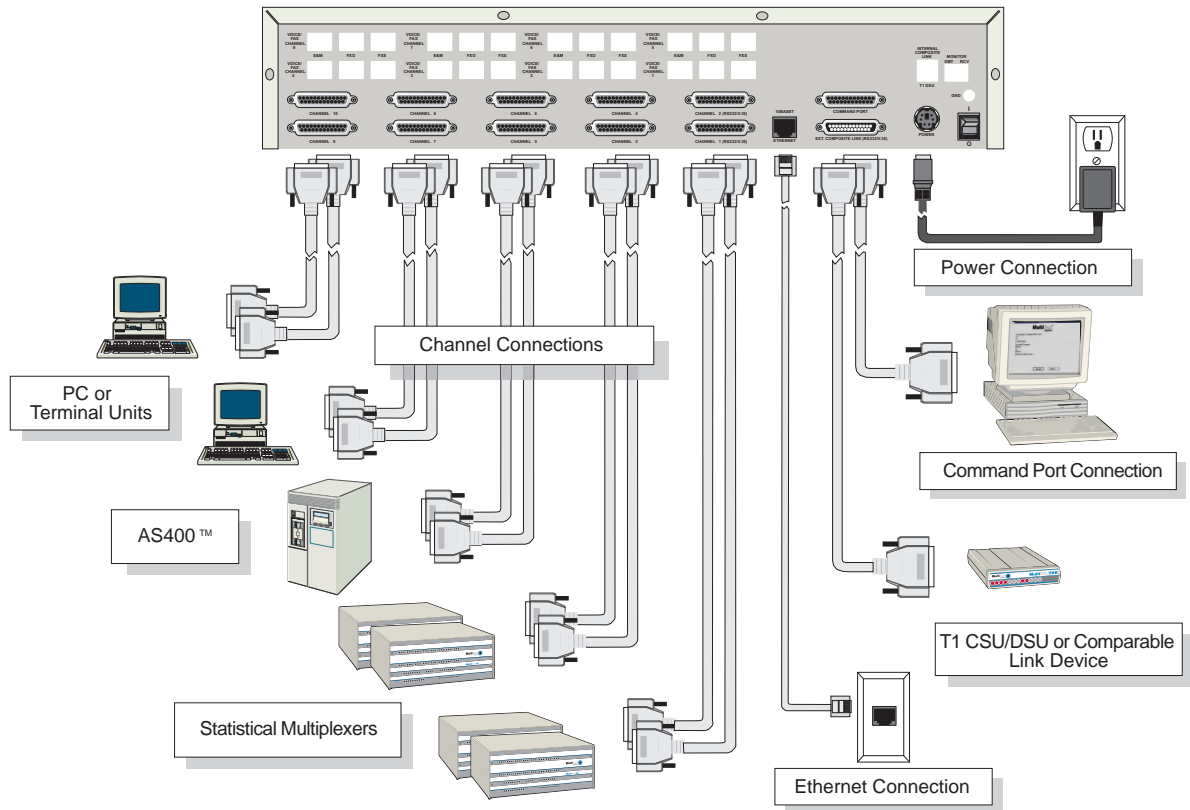 VOICE/
FAX
CHANNEL
8
E&M FXO FXS
VOICE/
FAX
CHANNEL
7
E&M FXO FXS
VOICE/
FAX
CHANNEL
6
E&M FXO FXS
VOICE/
FAX
CHANNEL
5
E&M FXO FXS
VOICE/
FAX
CHANNEL
4
VOICE/
FAX
CHANNEL
3
VOICE/
FAX
CHANNEL
2
VOICE/
FAX
CHANNEL
1
INTERNAL
COMPOSITE
LINK
T1 DSU
MONITOR
XMT RCV
GND
CHANNEL 10
CHANNEL 8
CHANNEL 6
CHANNEL 4
CHANNEL 2 (RS232/V.35)
10BASET
COMMAND PORT
CHANNEL 9
CHANNEL 7
CHANNEL 5
CHANNEL 3
CHANNEL 1 (RS232/V.35)
ETHERNET
EXT. COMPOSITE LINK (RS232/V.35)
POWER
I
O
Power Connection
Channel Connections
PC or
Terminal Units
Command Port Connection
AS400 ™
T1 CSU/DSU or Comparable
Link Device
Statistical Multiplexers
Ethernet Connection